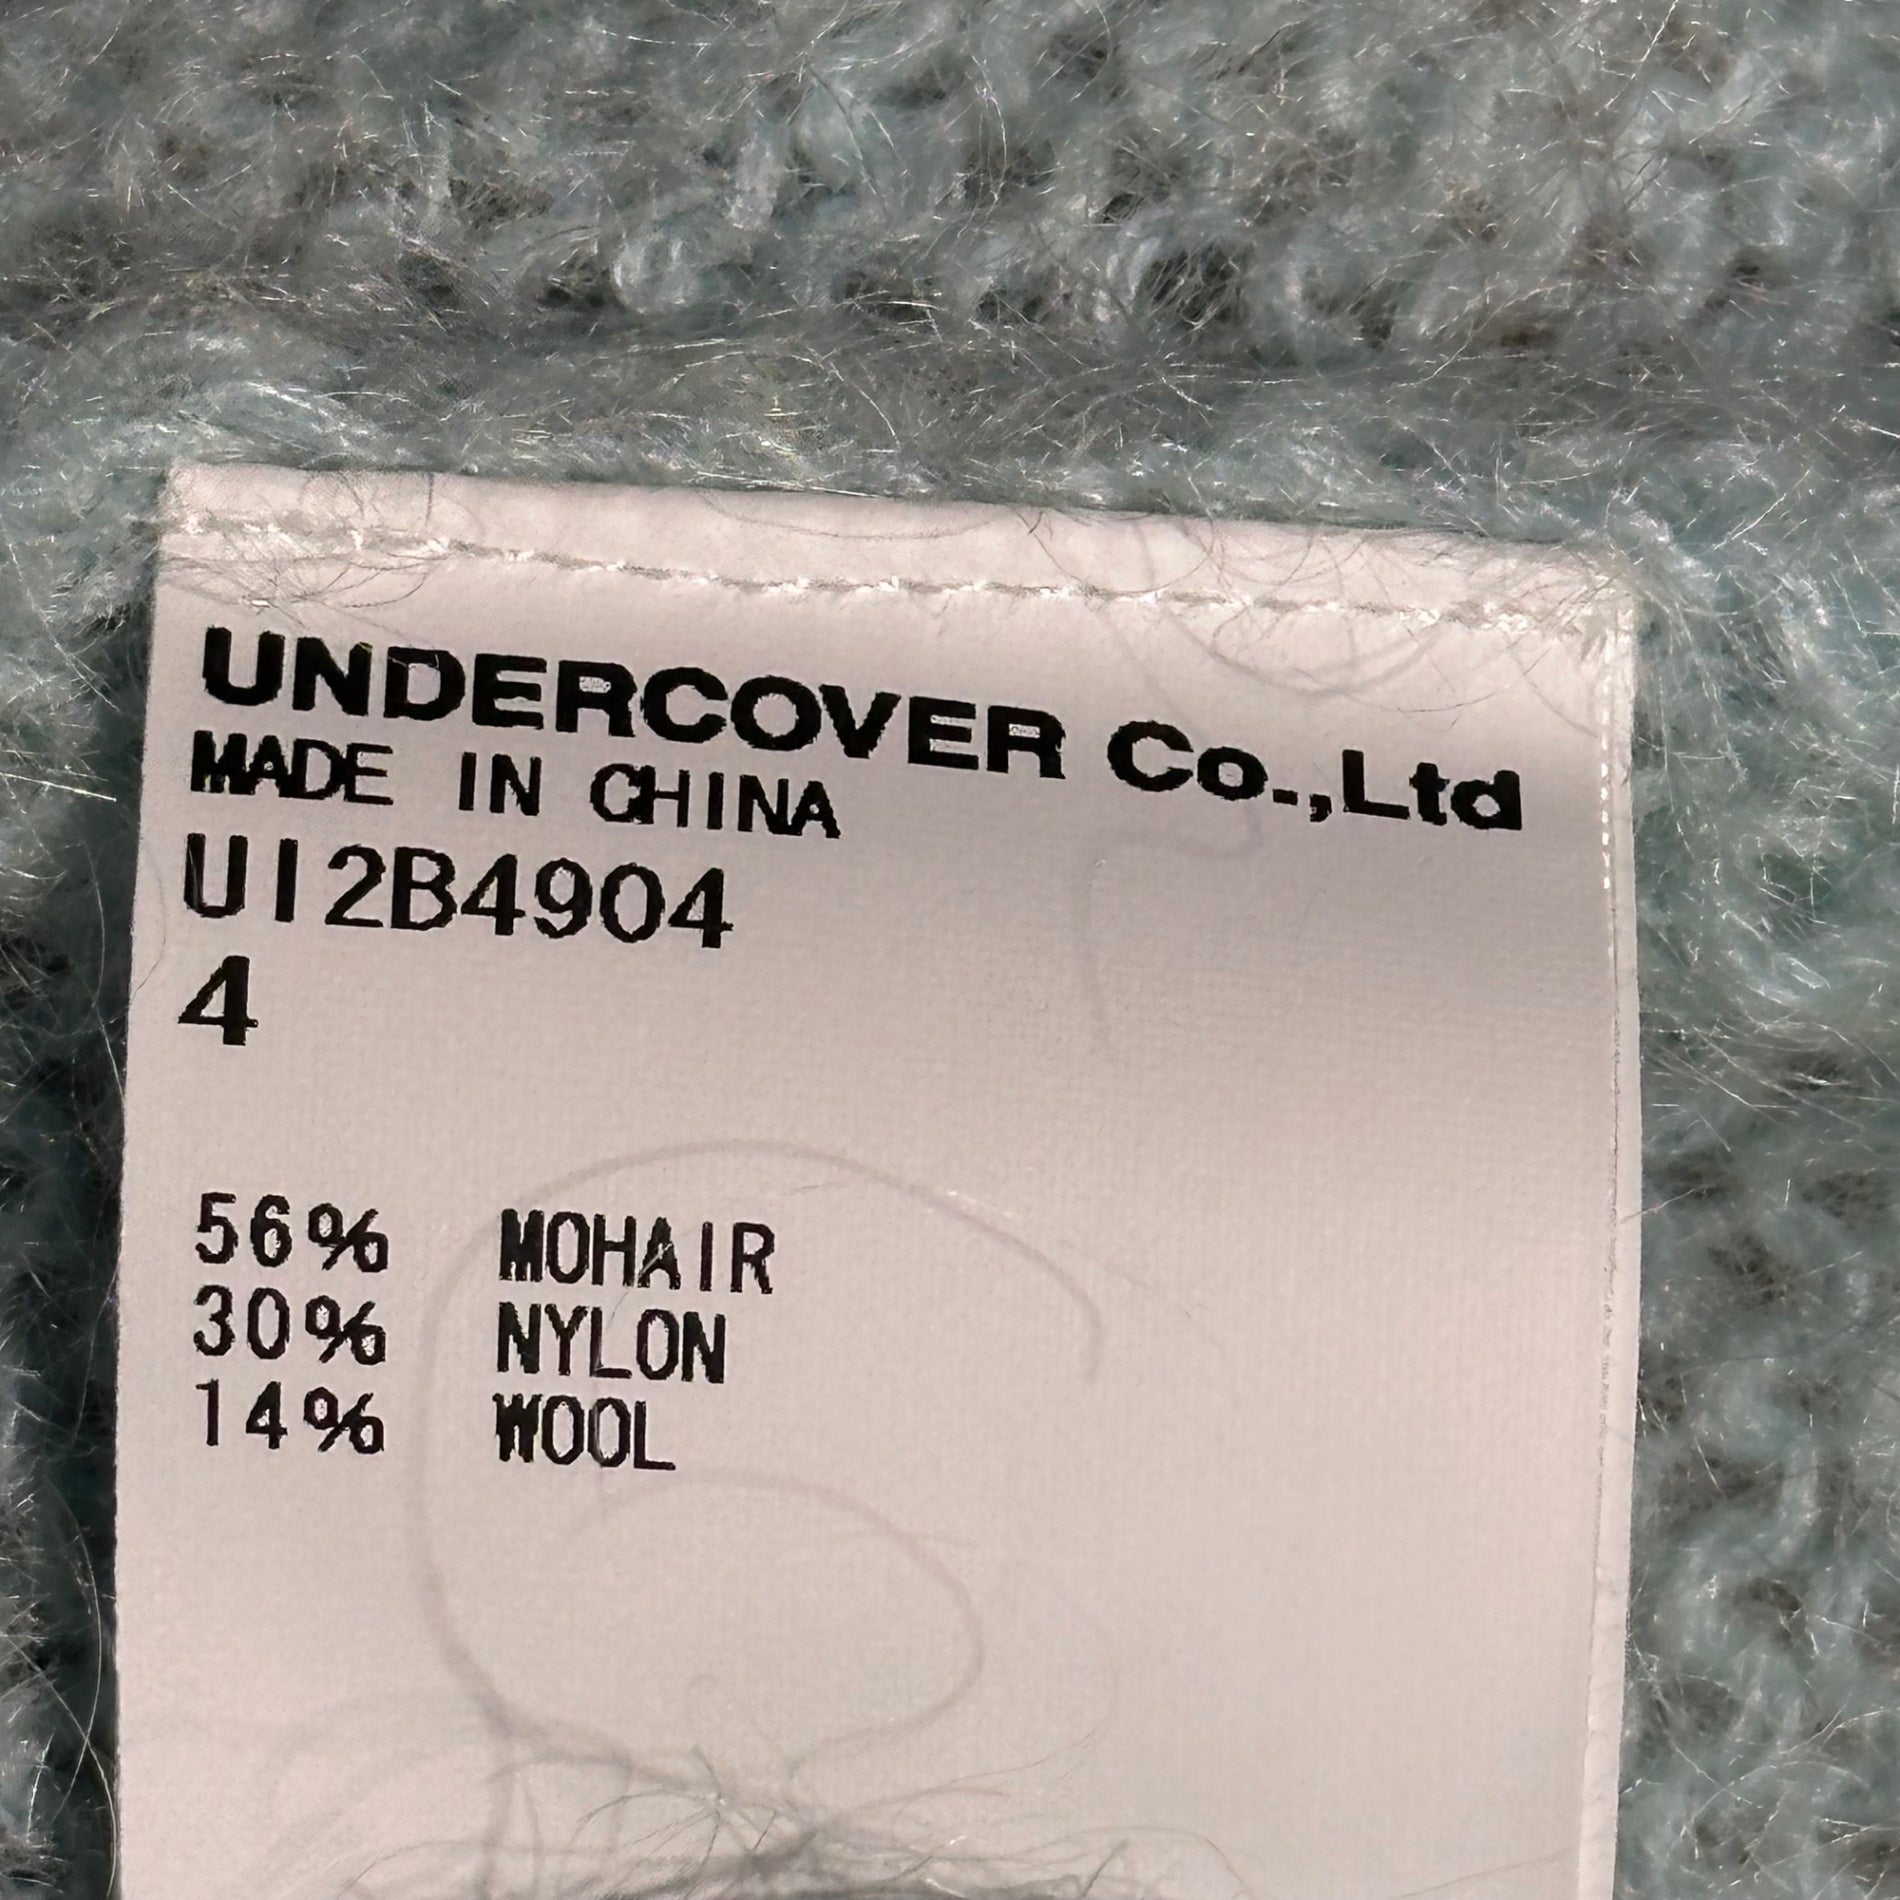 UNDERCOVER Co.,Ltd
MADE IN CHINA
UI2B4904
4
56% MOHAIR
30% NYLON
14% WOOL